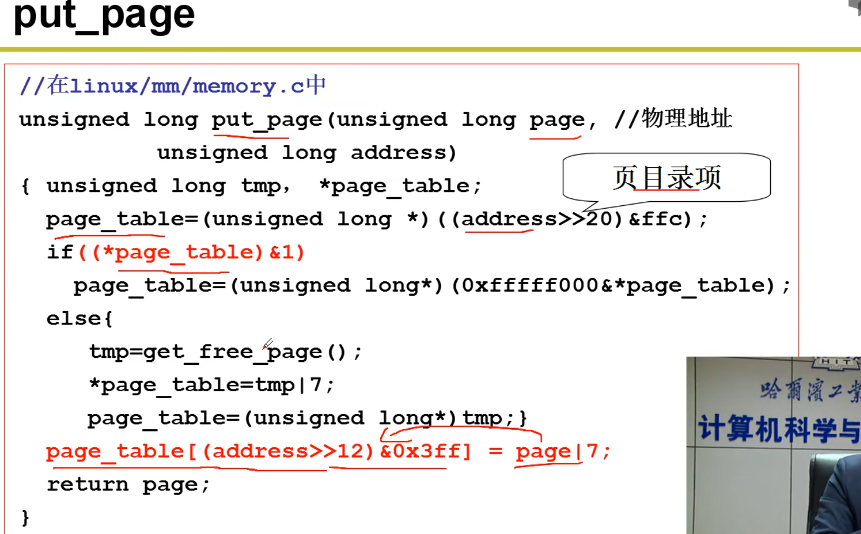 put_page
//在linux/mm/memory.c中
unsigned long put_page(unsigned long page, //物理地址
unsigned long address)
{ unsigned long tmp, *page_table;
页目录项
page_table=(unsigned long *)((address>>20)&ffc);
if((*page_table)&1)
page_table=(unsigned long*)(0xfffff000&*page_table);
else{
tmp=get_free_page();
*page_table=tmp|7;
page_table=(unsigned long*)tmp;}
page_table[(address>>12)&0x3ff] = page|7;
return page;
}
哈爾濱工業
计算机科学与